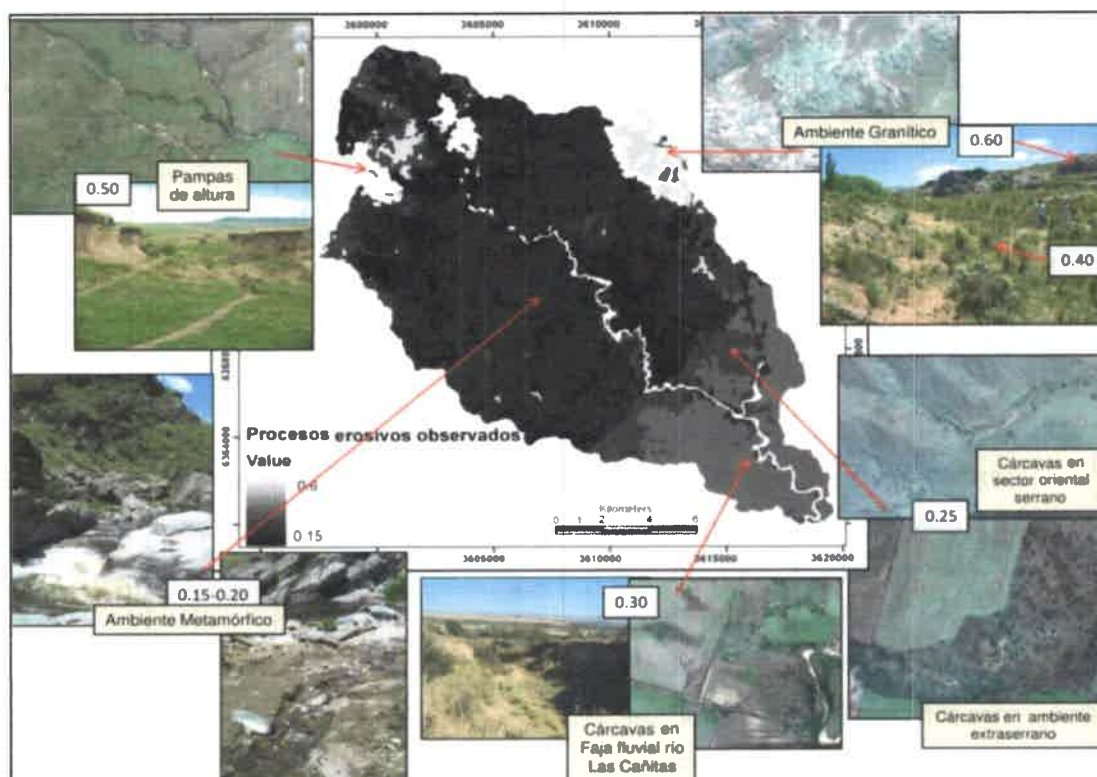 3600000
3605000
3610000
Pampas
de altura
0.50
Ambiente Granítico
0.60
0.40
6364000
Procesos erosivos observados
Value
0.6
0.15
Kilometers
0 1 2 4 6
3605000
3610000
3615000
3620000
0.15-0.20
Ambiente Metamórfico
0.30
Cárcavas en
Faja fluvial río
Las Cañitas
Cárcavas en
sector oriental
serrano
0.25
Cárcavas en ambiente
extraserrano